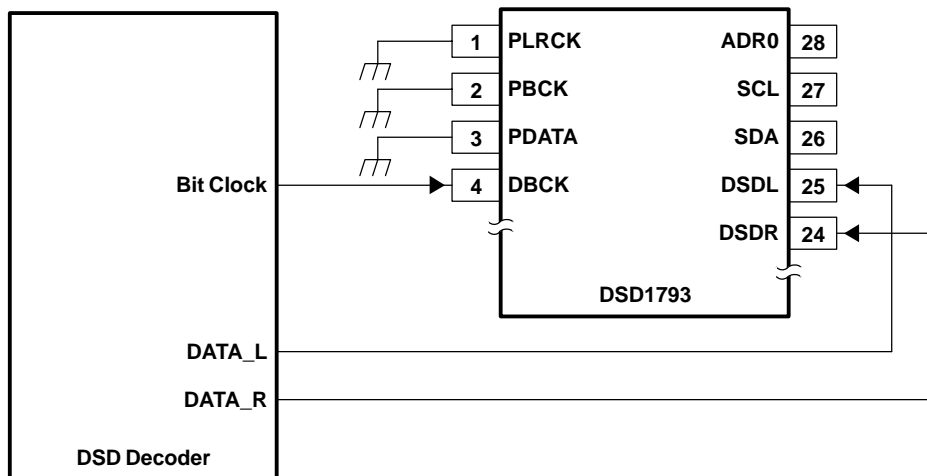 1 PLRCK ADR0 28
2 PBCK SCL 27
3 PDATA SDA 26
Bit Clock 4 DBCK DSDL 25
DSDR 24
DSD1793
DATA_L
DATA_R
DSD Decoder